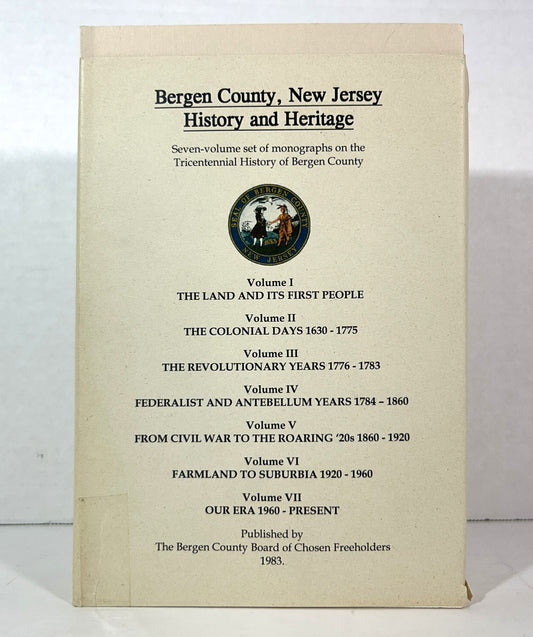 Bergen County, New Jersey
History and Heritage
Seven-volume set of monographs on the
Tricentennial History of Bergen County
SEAL OF BERGEN COUNTY
1683
NEW JERSEY
Volume I
THE LAND AND ITS FIRST PEOPLE
Volume II
THE COLONIAL DAYS 1630 - 1775
Volume III
THE REVOLUTIONARY YEARS 1776 - 1783
Volume IV
FEDERALIST AND ANTEBELLUM YEARS 1784 – 1860
Volume V
FROM CIVIL WAR TO THE ROARING '20s 1860 - 1920
Volume VI
FARMLAND TO SUBURBIA 1920 - 1960
Volume VII
OUR ERA 1960 - PRESENT
Published by
The Bergen County Board of Chosen Freeholders
1983.